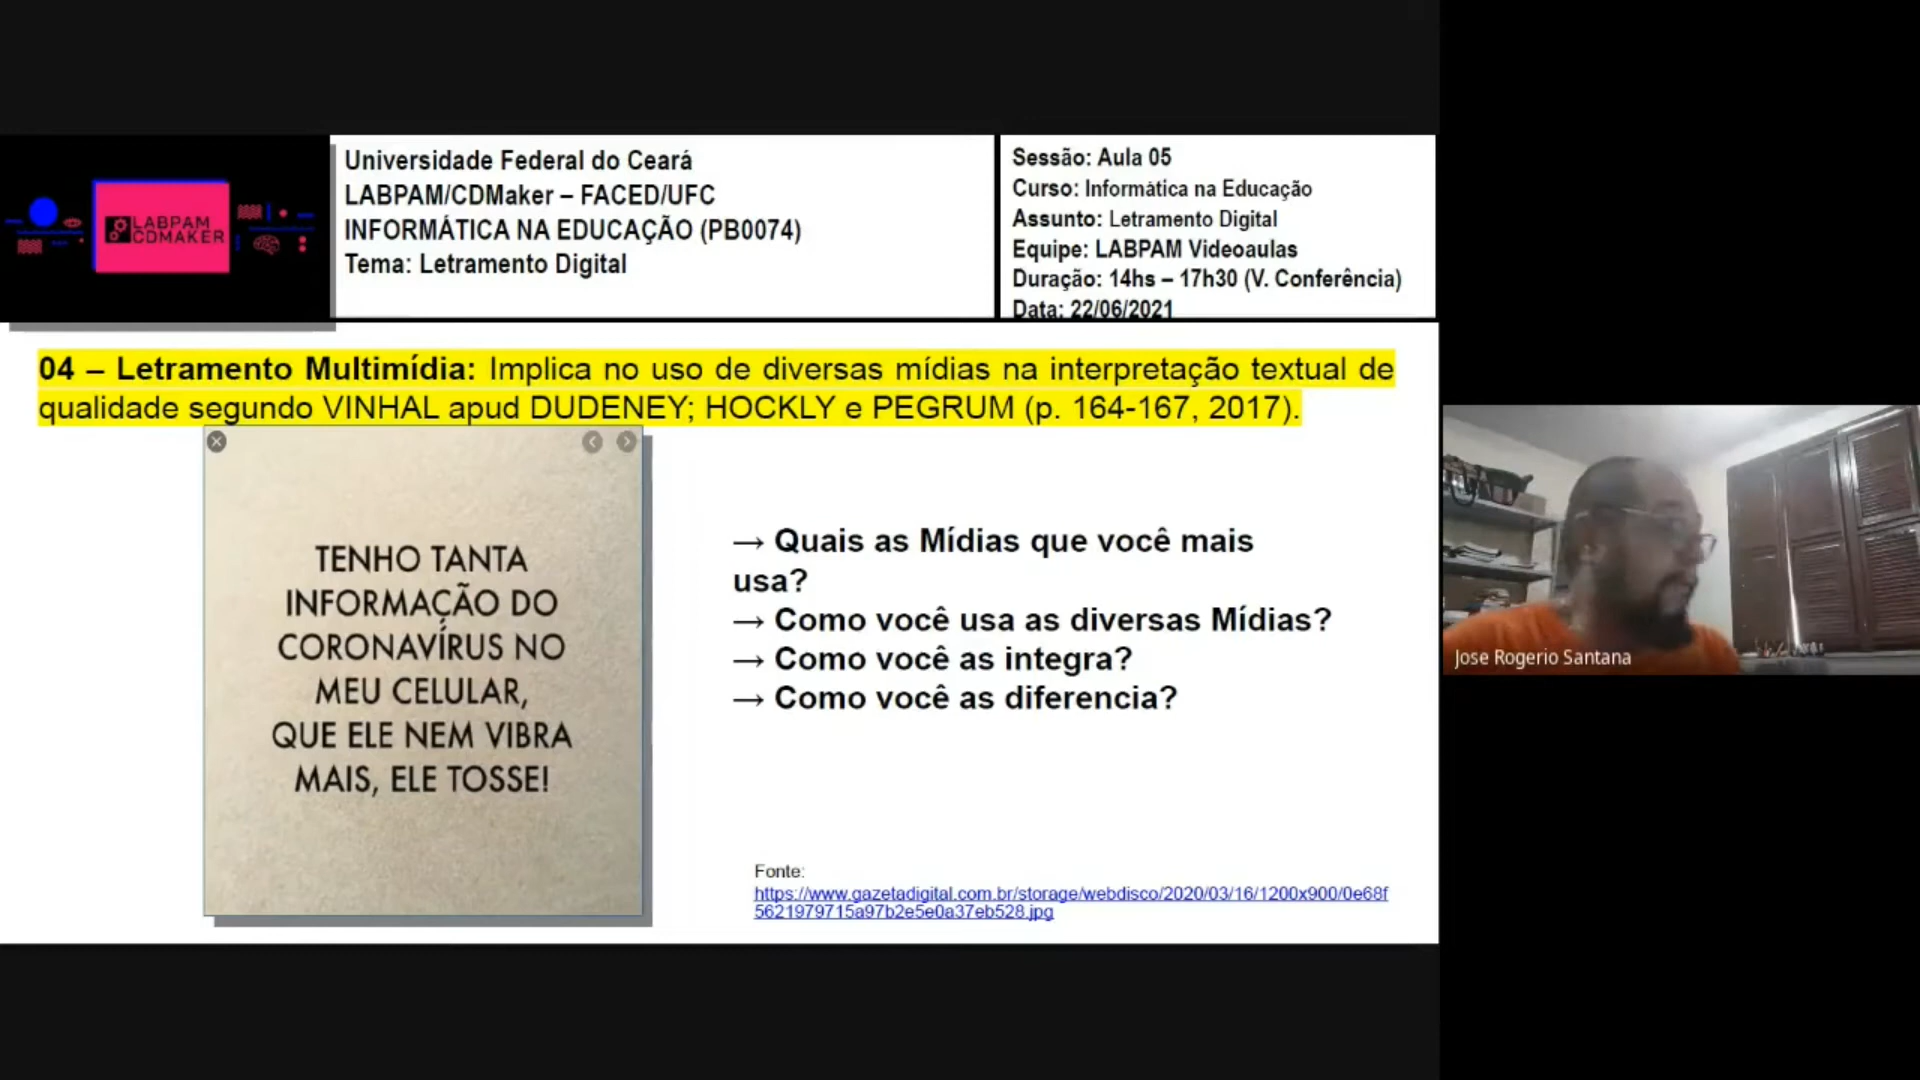 LABPAM
CDMAKER
Universidade Federal do Ceará
LABPAM/CDMaker – FACED/UFC
INFORMÁTICA NA EDUCAÇÃO (PB0074)
Tema: Letramento Digital
Sessão: Aula 05
Curso: Informática na Educação
Assunto: Letramento Digital
Equipe: LABPAM Videoaulas
Duração: 14hs – 17h30 (V. Conferência)
Data: 22/06/2021
04 – Letramento Multimídia: Implica no uso de diversas mídias na interpretação textual de
qualidade segundo VINHAL apud DUDENEY; HOCKLY e PEGRUM (p. 164-167, 2017).
TENHO TANTA
INFORMAÇÃO DO
CORONAVÍRUS NO
MEU CELULAR,
QUE ELE NEM VIBRA
MAIS, ELE TOSSE!
→ Quais as Mídias que você mais
usa?
→ Como você usa as diversas Mídias?
→ Como você as integra?
→ Como você as diferencia?
Fonte:
https://www.gazetadigital.com.br/storage/webdisco/2020/03/16/1200x900/0e68f
5621979715a97b2e5e0a37eb528.jpg
Jose Rogerio Santana